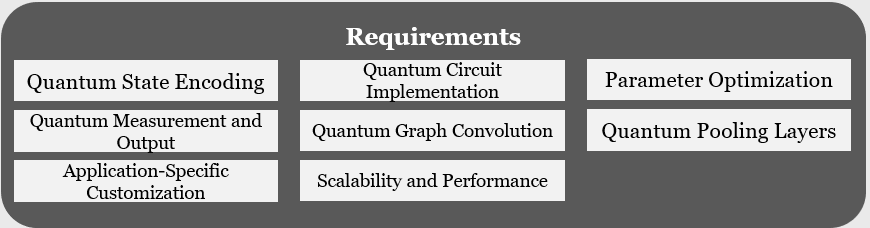 Requirements
Quantum State Encoding
Quantum Circuit
Implementation
Parameter Optimization
Quantum Measurement and
Output
Quantum Graph Convolution
Quantum Pooling Layers
Application-Specific
Customization
Scalability and Performance